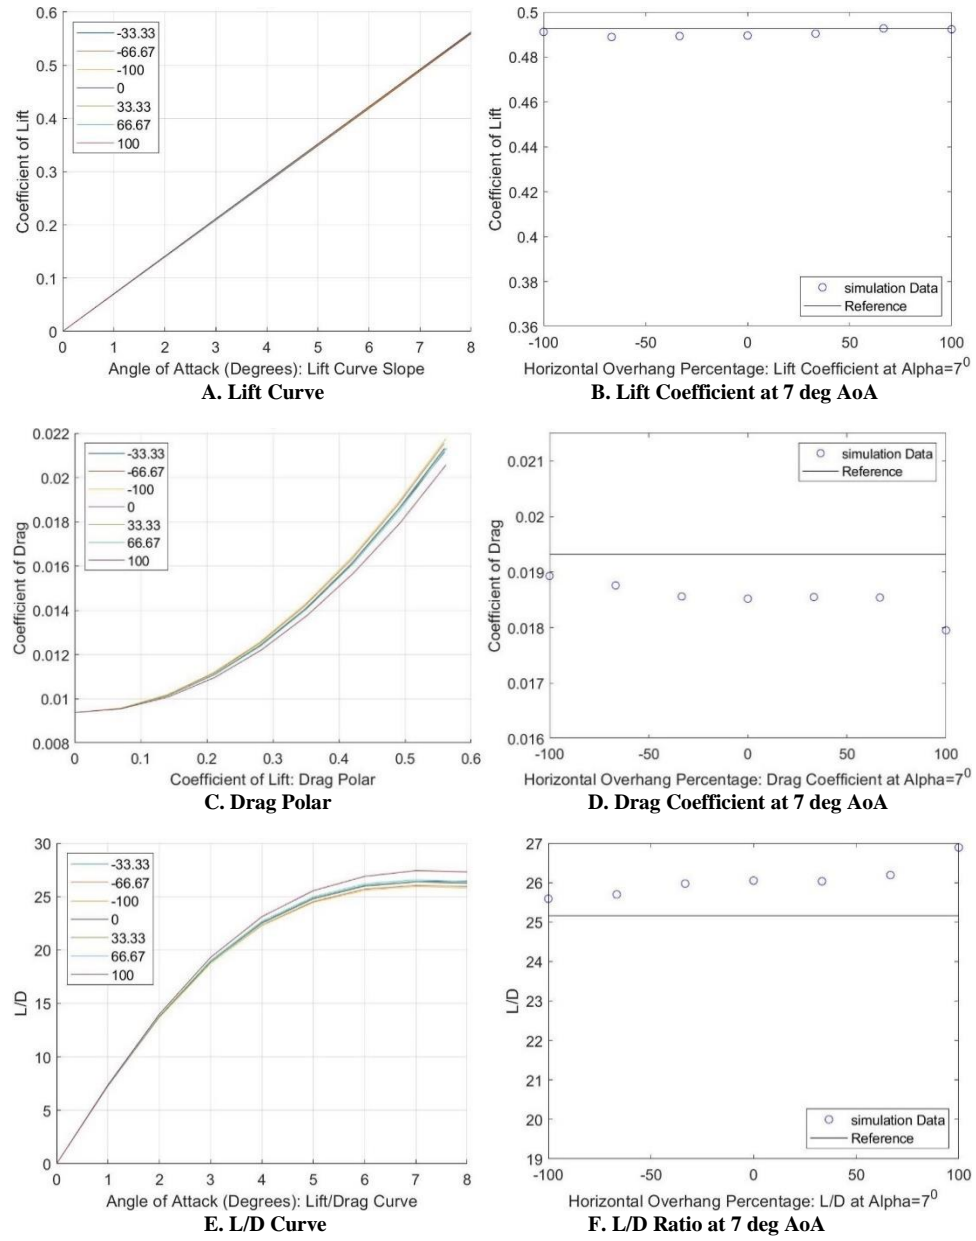 0.6
0.5
0.4
0.3
0.2
0.1
0
Coefficient of Lift
-33.33
-66.67
-100
0
33.33
66.67
100
0 1 2 3 4 5 6 7 8
Angle of Attack (Degrees): Lift Curve Slope
A. Lift Curve
0.5
0.48
0.46
0.44
0.42
0.4
0.38
0.36
Coefficient of Lift
simulation Data
Reference
-100 -50 0 50 100
Horizontal Overhang Percentage: Lift Coefficient at Alpha=7⁰
B. Lift Coefficient at 7 deg AoA
0.022
0.02
0.018
0.016
0.014
0.012
0.01
0.008
Coefficient of Drag
-33.33
-66.67
-100
0
33.33
66.67
100
0 0.1 0.2 0.3 0.4 0.5 0.6
Coefficient of Lift: Drag Polar
C. Drag Polar
0.021
0.02
0.019
0.018
0.017
0.016
Coefficient of Drag
simulation Data
Reference
-100 -50 0 50 100
Horizontal Overhang Percentage: Drag Coefficient at Alpha=7⁰
D. Drag Coefficient at 7 deg AoA
30
25
20
15
10
5
0
L/D
-33.33
-66.67
-100
0
33.33
66.67
100
0 1 2 3 4 5 6 7 8
Angle of Attack (Degrees): Lift/Drag Curve
E. L/D Curve
27
26
25
24
23
22
21
20
19
L/D
simulation Data
Reference
-100 -50 0 50 100
Horizontal Overhang Percentage: L/D at Alpha=7⁰
F. L/D Ratio at 7 deg AoA